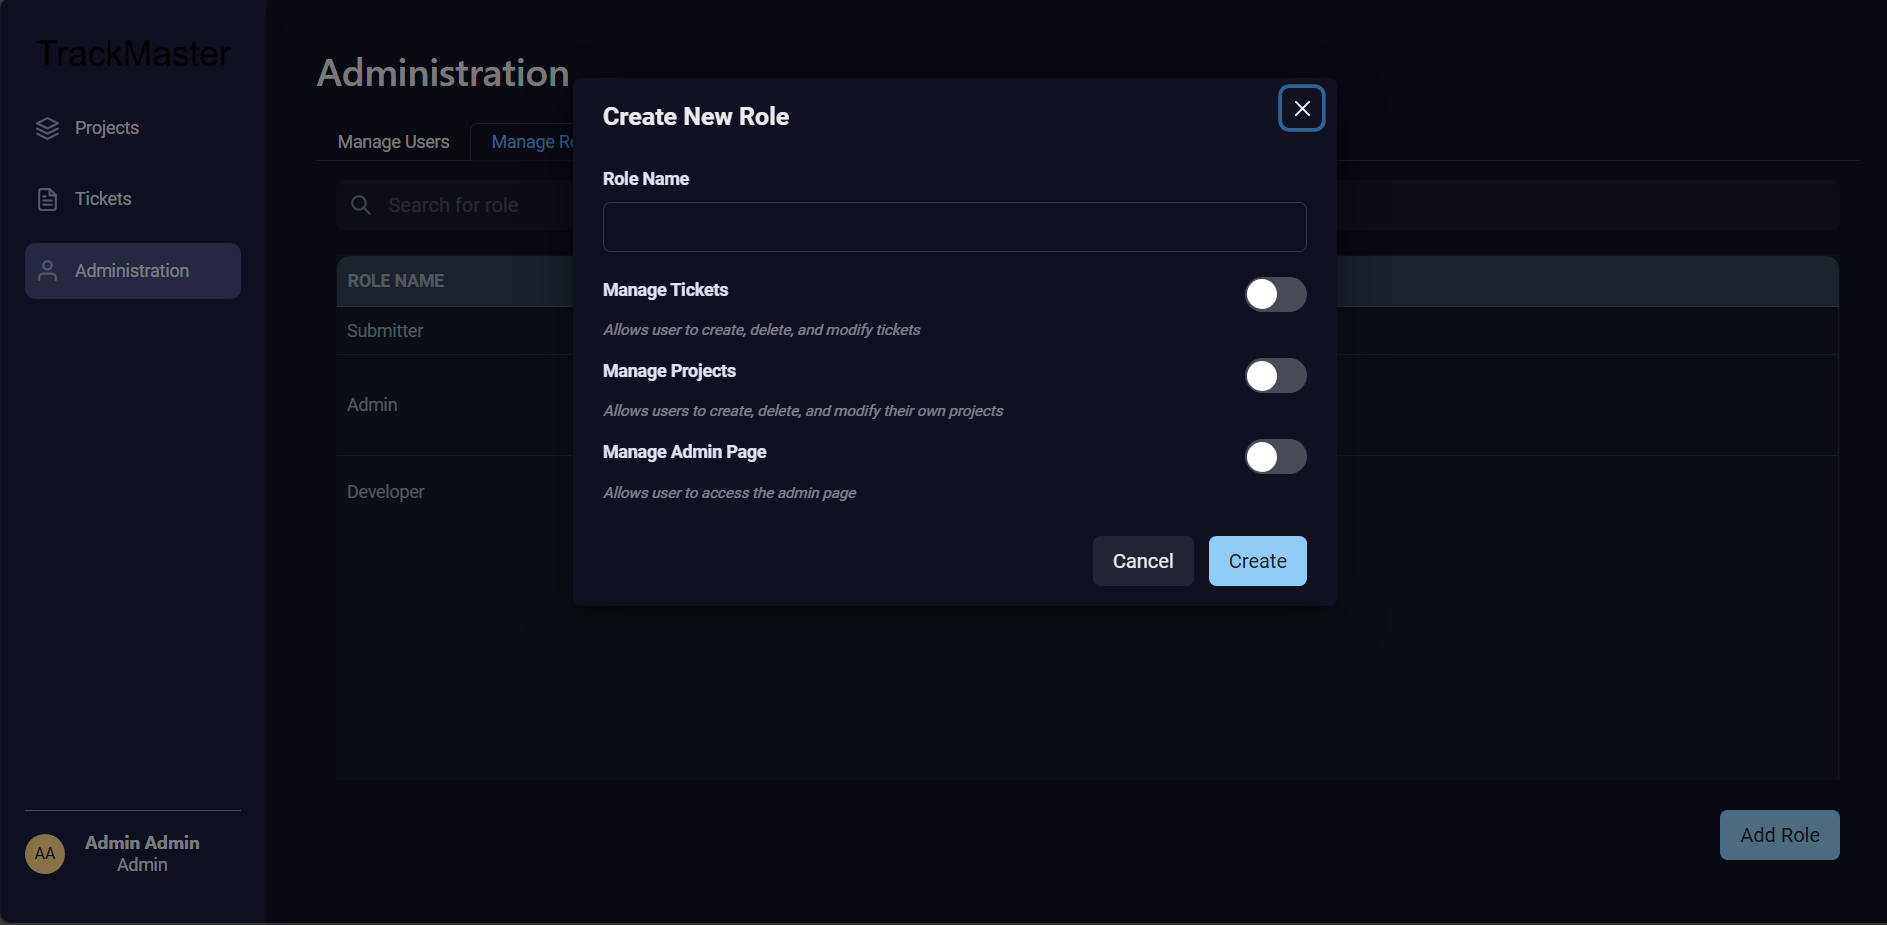 TrackMaster
Projects
Tickets
Administration
AA
Admin Admin
Admin
Administration
Manage Users
Manage Ro
Search for role
ROLE NAME
Submitter
Admin
Developer
Add Role
Create New Role
Role Name
Manage Tickets
Allows user to create, delete, and modify tickets
Manage Projects
Allows users to create, delete, and modify their own projects
Manage Admin Page
Allows user to access the admin page
Cancel
Create